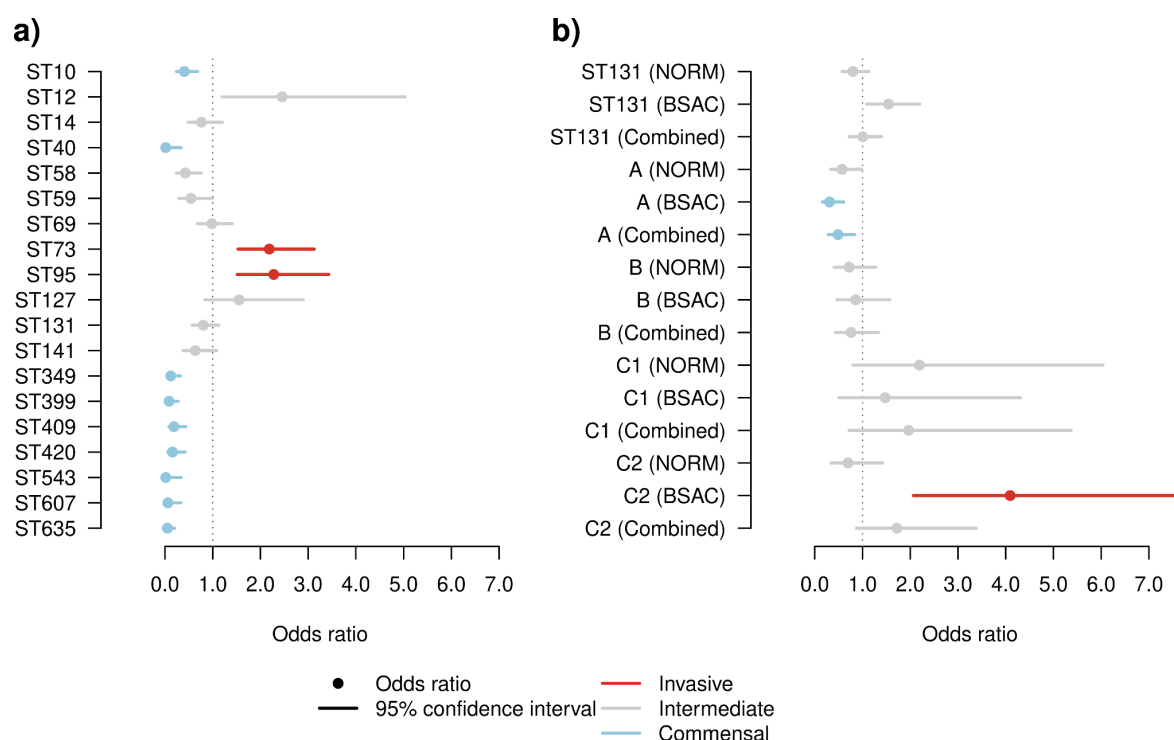 a)
ST10
ST12
ST14
ST40
ST58
ST59
ST69
ST73
ST95
ST127
ST131
ST141
ST349
ST399
ST409
ST420
ST543
ST607
ST635
0.0 1.0 2.0 3.0 4.0 5.0 6.0 7.0
Odds ratio
b)
ST131 (NORM)
ST131 (BSAC)
ST131 (Combined)
A (NORM)
A (BSAC)
A (Combined)
B (NORM)
B (BSAC)
B (Combined)
C1 (NORM)
C1 (BSAC)
C1 (Combined)
C2 (NORM)
C2 (BSAC)
C2 (Combined)
0.0 1.0 2.0 3.0 4.0 5.0 6.0 7.0
Odds ratio
Odds ratio
95% confidence interval
Invasive
Intermediate
Commensal